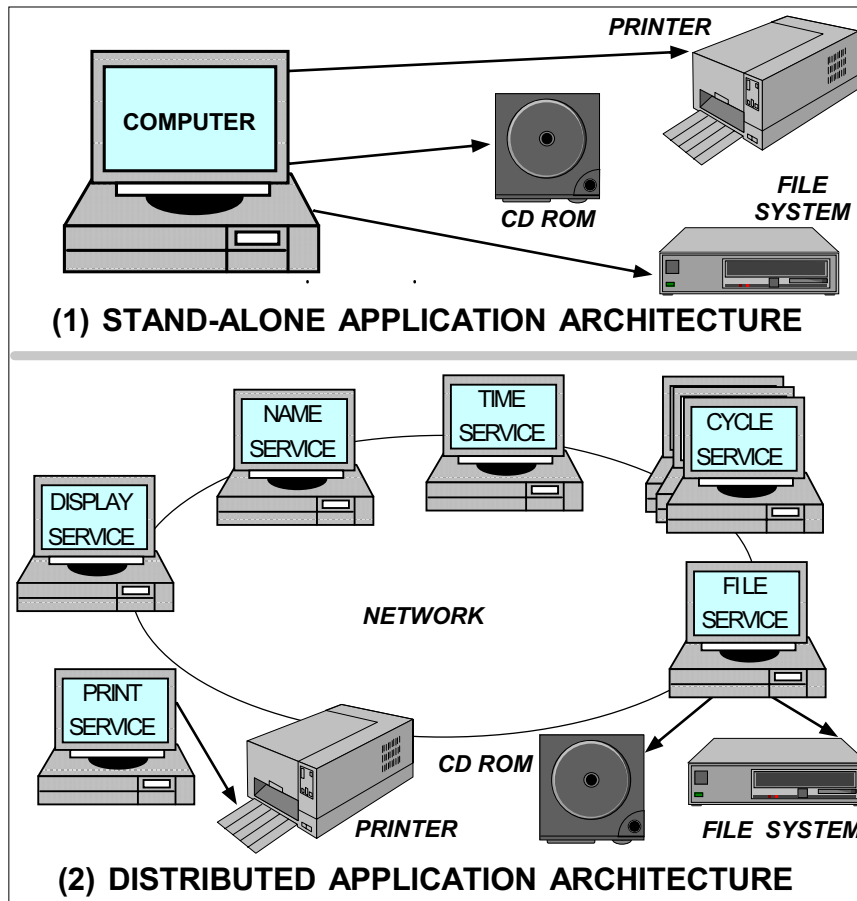 PRINTER
COMPUTER
CD ROM
FILE
SYSTEM
(1) STAND-ALONE APPLICATION ARCHITECTURE
NAME
SERVICE
TIME
SERVICE
CYCLE
SERVICE
DISPLAY
SERVICE
FILE
SERVICE
NETWORK
PRINT
SERVICE
CD ROM
PRINTER
FILE SYSTEM
(2) DISTRIBUTED APPLICATION ARCHITECTURE